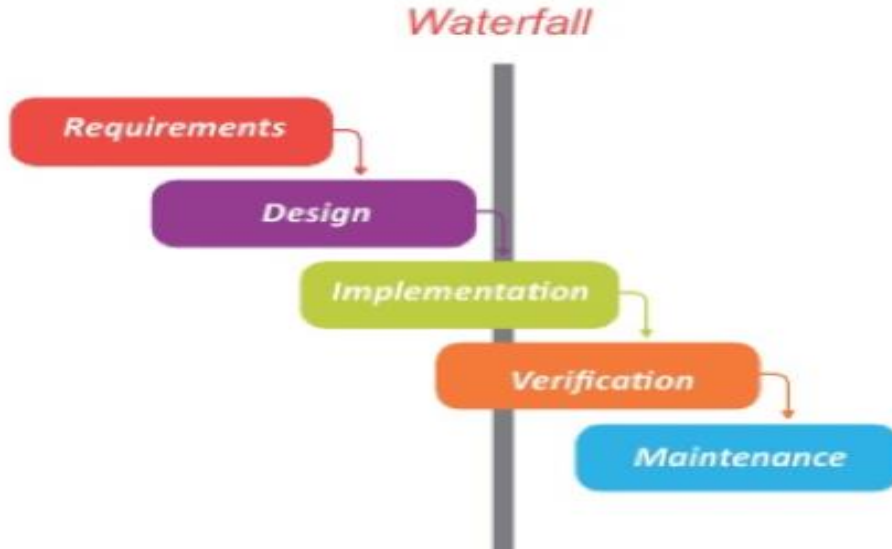 Waterfall
Requirements
Design
Implementation
Verification
Maintenance